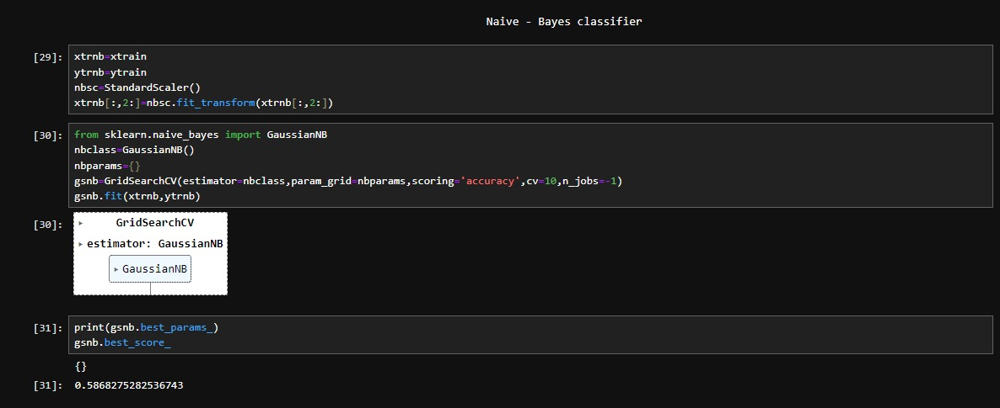 Naive - Bayes classifier
[29]:
xtrnb=xtrain
ytrnb=ytrain
nbsc=StandardScaler()
xtrnb[:,2:]=nbsc.fit_transform(xtrnb[:,2:])
[30]:
from sklearn.naive_bayes import GaussianNB
nbclass=GaussianNB()
nbparams={}
gsnb=GridSearchCV(estimator=nbclass,param_grid=nbparams,scoring='accuracy',cv=10,n_jobs=-1)
gsnb.fit(xtrnb,ytrnb)
[30]:
▸ GridSearchCV
▸ estimator: GaussianNB
▸ GaussianNB
[31]:
print(gsnb.best_params_)
gsnb.best_score_
{}
[31]: 0.5868275282536743